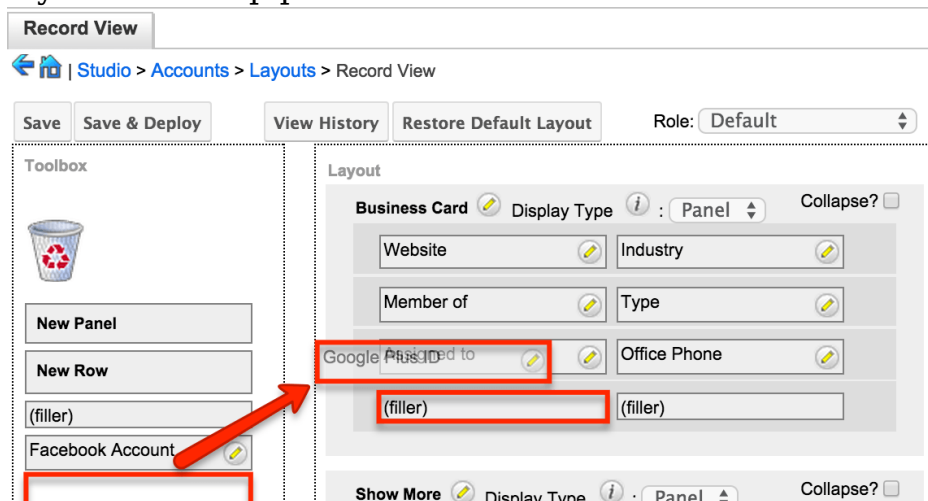 Record View
| Studio > Accounts > Layouts > Record View
Save Save & Deploy View History Restore Default Layout Role: Default
Toolbox
Layout
Business Card Display Type i : Panel Collapse?
Website Industry
Member of Type
New Panel
Google Plus ID Assigned to Office Phone
New Row
(filler) (filler)
(filler)
Facebook Account
Show More Display Type i : Panel Collapse?